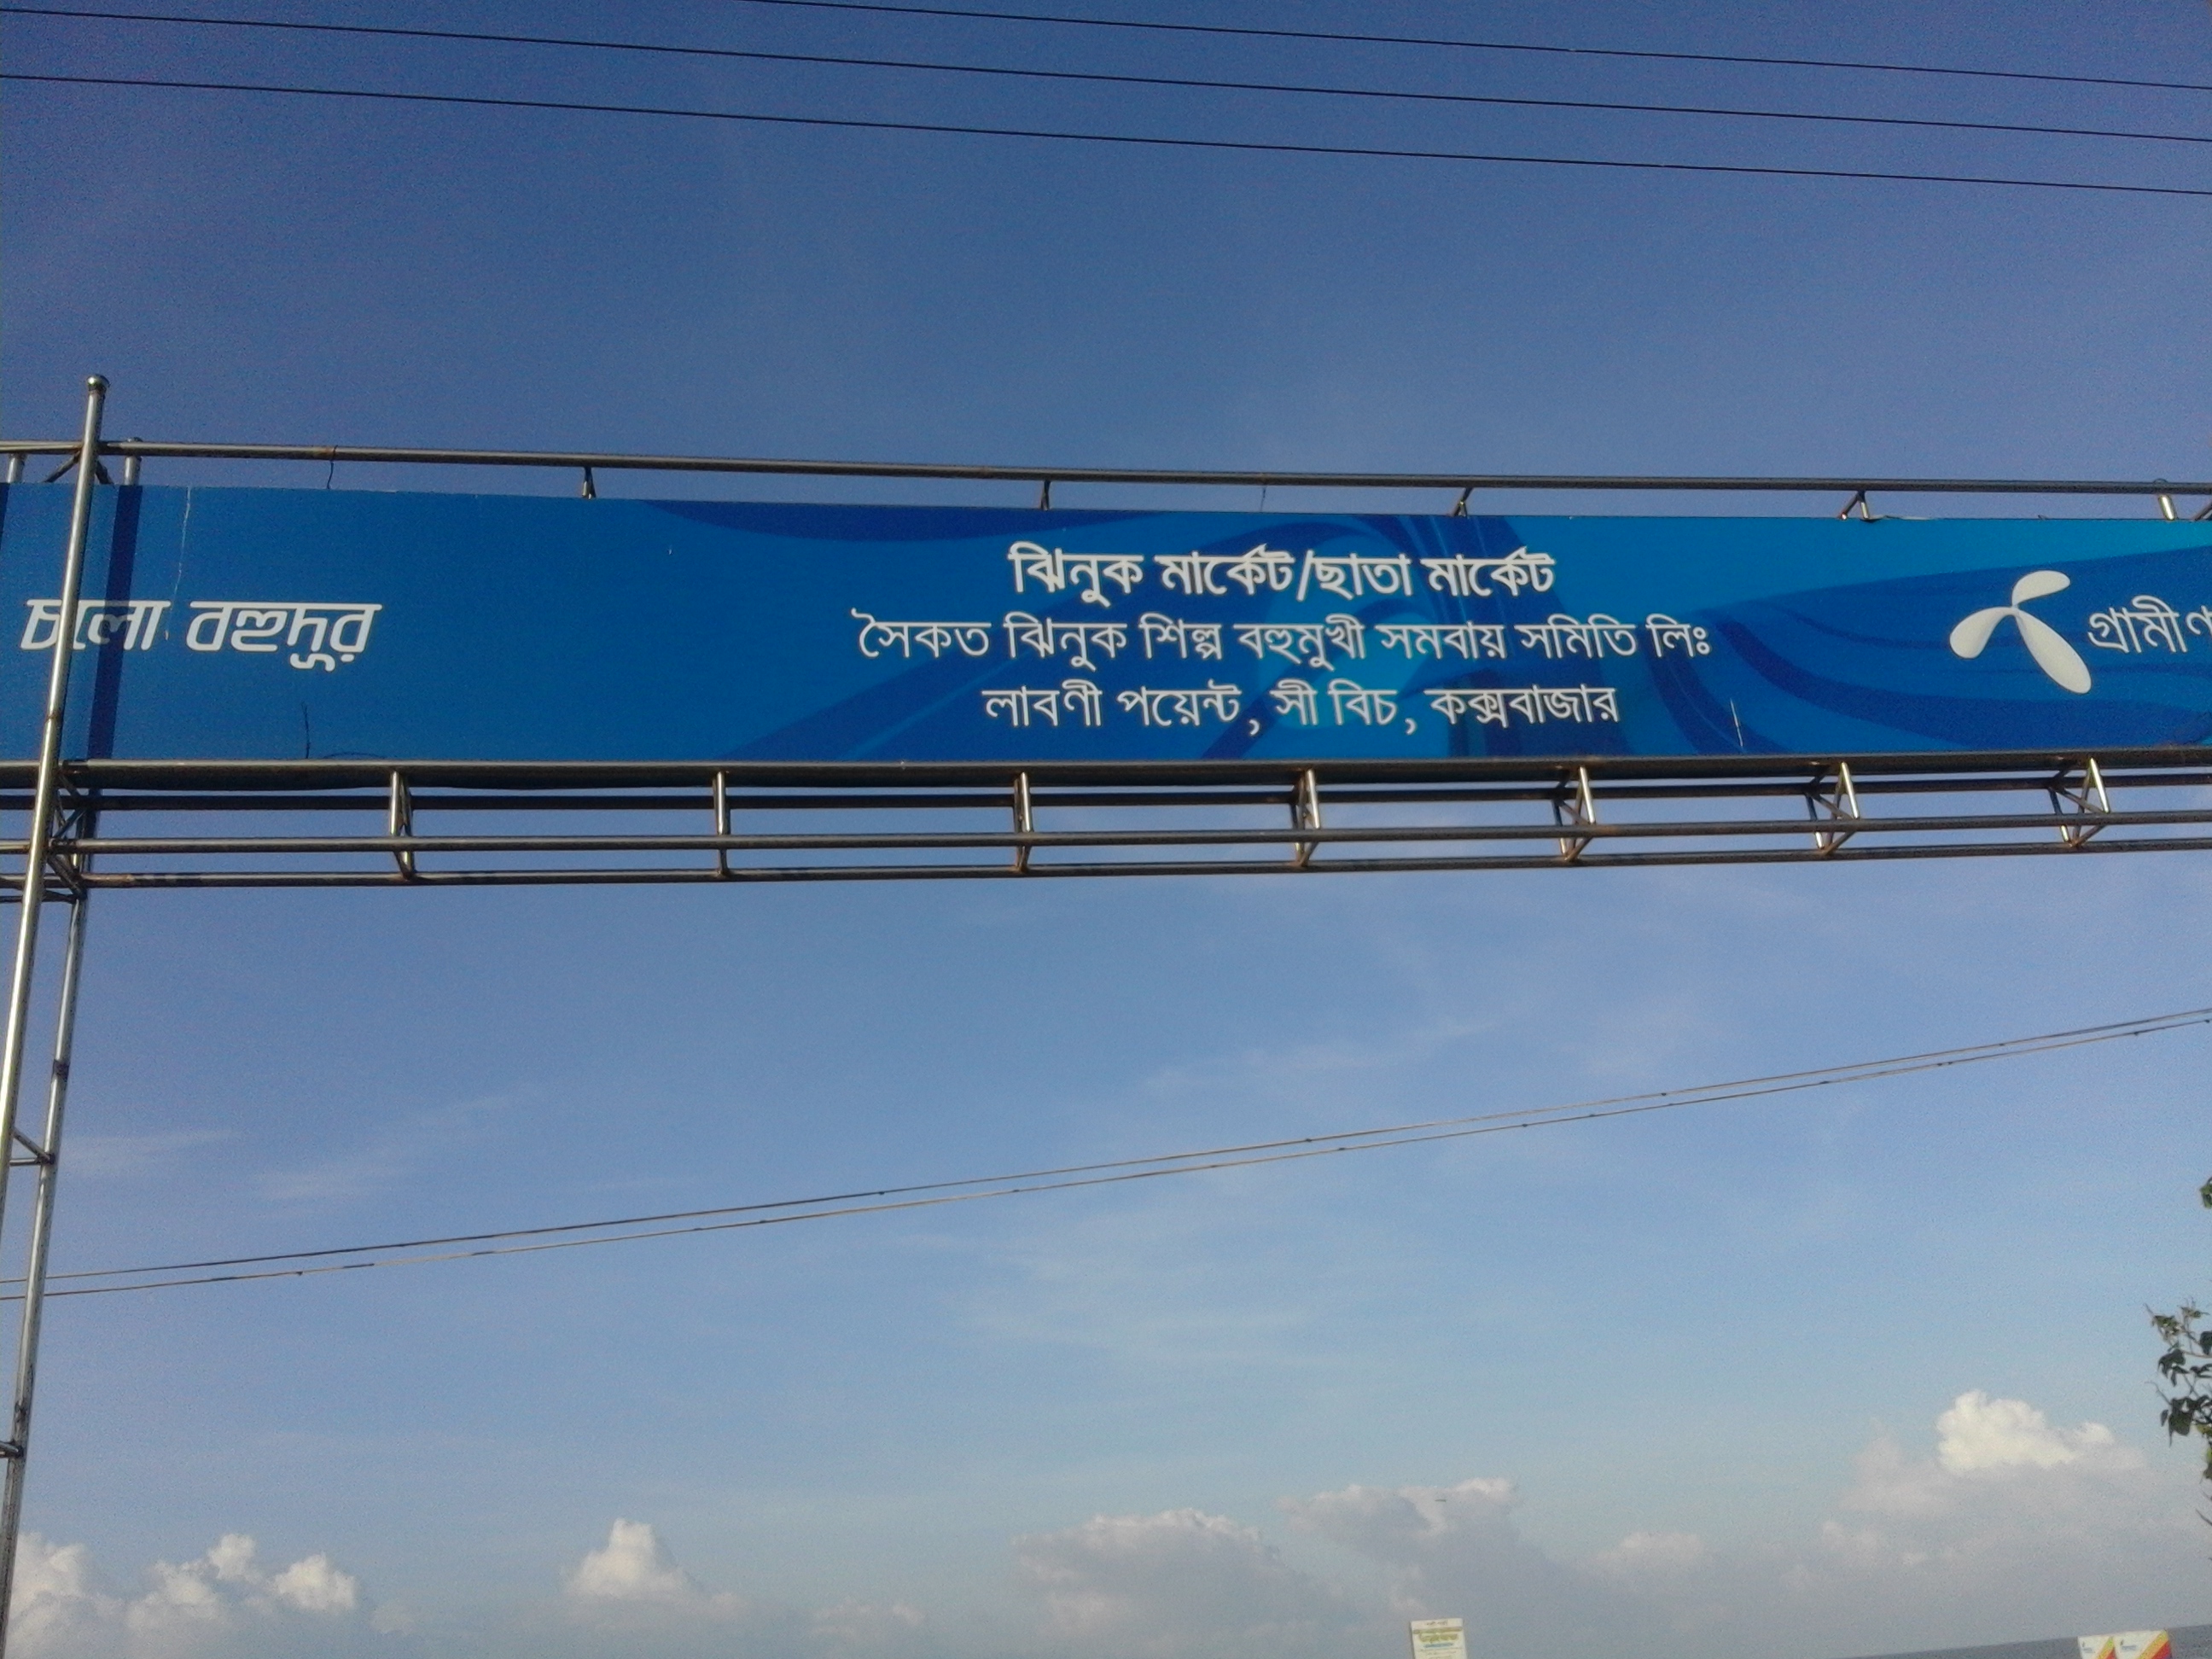 চলো বহুদূর
ঝিনুক মার্কেট/ছাতা মার্কেট
সৈকত ঝিনুক শিল্প বহুমুখী সমবায় সমিতি লিঃ
লাবণী পয়েন্ট, সী বিচ, কক্সবাজার
গ্রামীণ